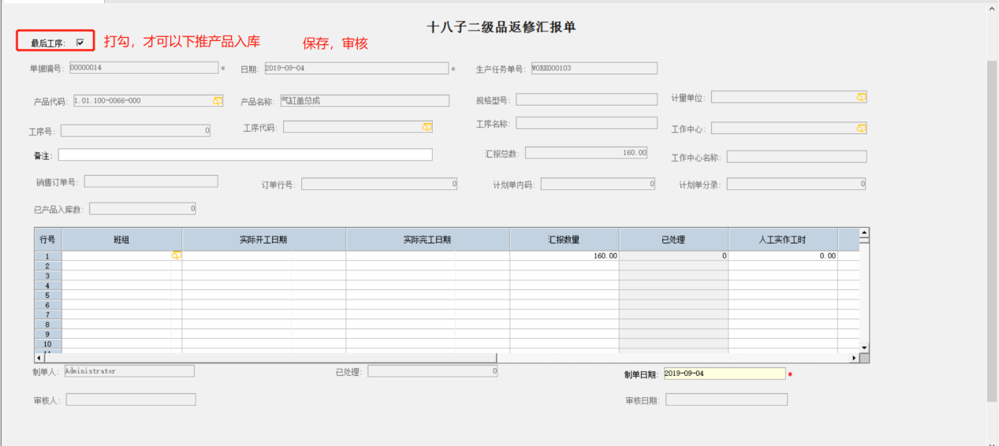 十八子二级品返修汇报单
最后工序: 打勾，才可以下推产品入库 保存，审核
单据编号: 00000014 * 日期: 2019-09-04 * 生产任务单号: WORK000103
产品代码: 1.01.100-0066-000 产品名称: 气缸盖总成 规格型号: 计量单位:
工序号: 0 工序代码: 工序名称: 工作中心:
备注: 汇报总数: 160.00 工作中心名称:
销售订单号: 订单行号: 0 计划单内码: 0 计划单分录: 0
已产品入库数: 0
行号 班组 实际开工日期 实际完工日期 汇报数量 已处理 人工实作工时
1 160.00 0 0.00
2
3
4
5
6
7
8
9
10
制单人: Administrator 已处理: 0 制单日期: 2019-09-04 *
审核人: 审核日期: